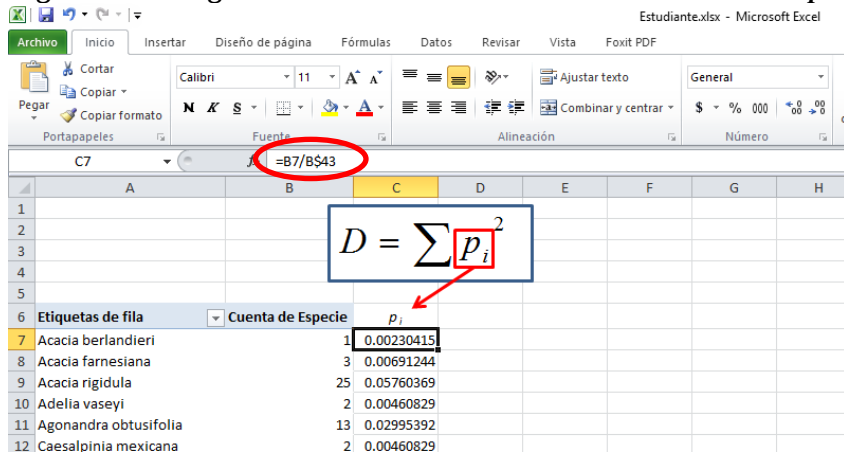 Estudiante.xlsx - Microsoft Excel
Archivo Inicio Insertar Diseño de página Fórmulas Datos Revisar Vista Foxit PDF
Pegar
Cortar
Copiar
Copiar formato
Portapapeles
Calibri 11 A A
N K S A
Fuente
Ajustar texto
Combinar y centrar
Alineación
General
$ % 000
Número
C7 =B7/B$43
A B C D E F G H
1
2
3
4
5
D = ∑ pᵢ²
6 Etiquetas de fila Cuenta de Especie pᵢ
7 Acacia berlandieri 1 0.00230415
8 Acacia farnesiana 3 0.00691244
9 Acacia rigidula 25 0.05760369
10 Adelia vaseyi 2 0.00460829
11 Agonandra obtusifolia 13 0.02995392
12 Caesalpinia mexicana 2 0.00460829